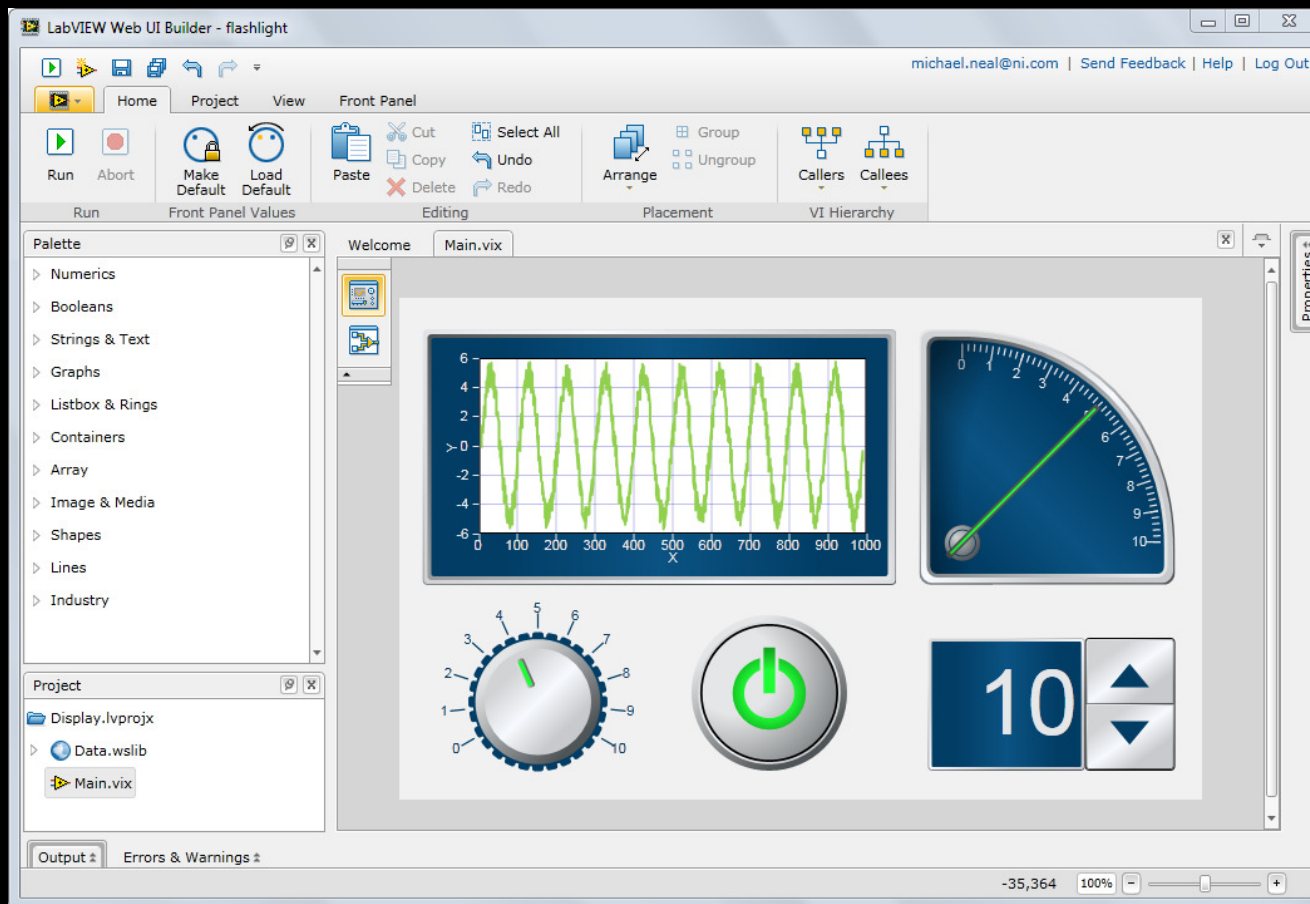 LabVIEW Web UI Builder - flashlight
michael.neal@ni.com | Send Feedback | Help | Log Out
Home Project View Front Panel
Run Abort Make Default Load Default Paste Cut Copy Delete Select All Undo Redo Arrange Group Ungroup Callers Callees
Run Front Panel Values Editing Placement VI Hierarchy
Palette
Numerics
Booleans
Strings & Text
Graphs
Listbox & Rings
Containers
Array
Image & Media
Shapes
Lines
Industry
Project
Display.lvprojx
Data.wslib
Main.vix
Welcome Main.vix
Properties
6
4
2
Y 0
-2
-4
-6
0 100 200 300 400 500 600 700 800 900 1000
X
0 1 2 3 4 5 6 7 8 9 10
0 1 2 3 4 5 6 7 8 9 10
10
Output Errors & Warnings
-35,364 100%